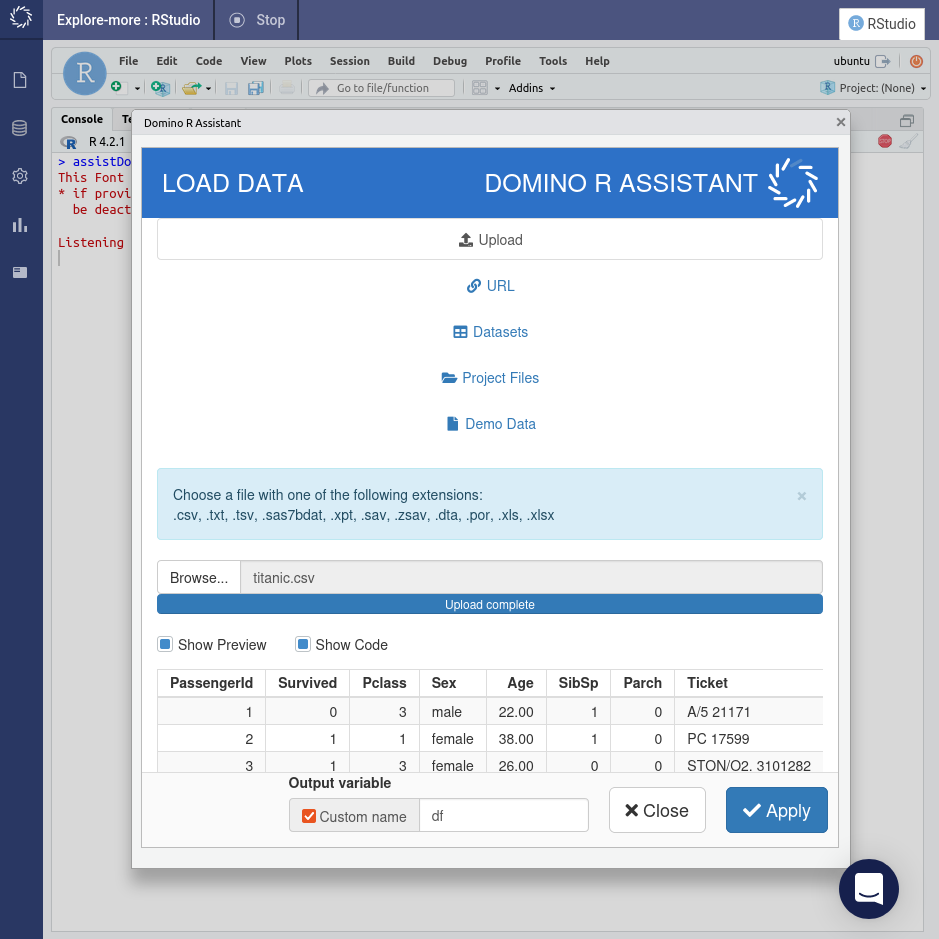 Explore-more : RStudio
Stop
RStudio
File Edit Code View Plots Session Build Debug Profile Tools Help
ubuntu
R
Go to file/function
Addins
Project: (None)
Console
R 4.2.1
> assistDo
This Font
* if provi
be deact
Listening
STOP
Domino R Assistant
LOAD DATA
DOMINO R ASSISTANT
Upload
URL
Datasets
Project Files
Demo Data
Choose a file with one of the following extensions:
.csv, .txt, .tsv, .sas7bdat, .xpt, .sav, .zsav, .dta, .por, .xls, .xlsx
Browse... titanic.csv
Upload complete
Show Preview Show Code
PassengerId Survived Pclass Sex Age SibSp Parch Ticket
1 0 3 male 22.00 1 0 A/5 21171
2 1 1 female 38.00 1 0 PC 17599
3 1 3 female 26.00 0 0 STON/O2. 3101282
Output variable
Custom name df
Close
Apply